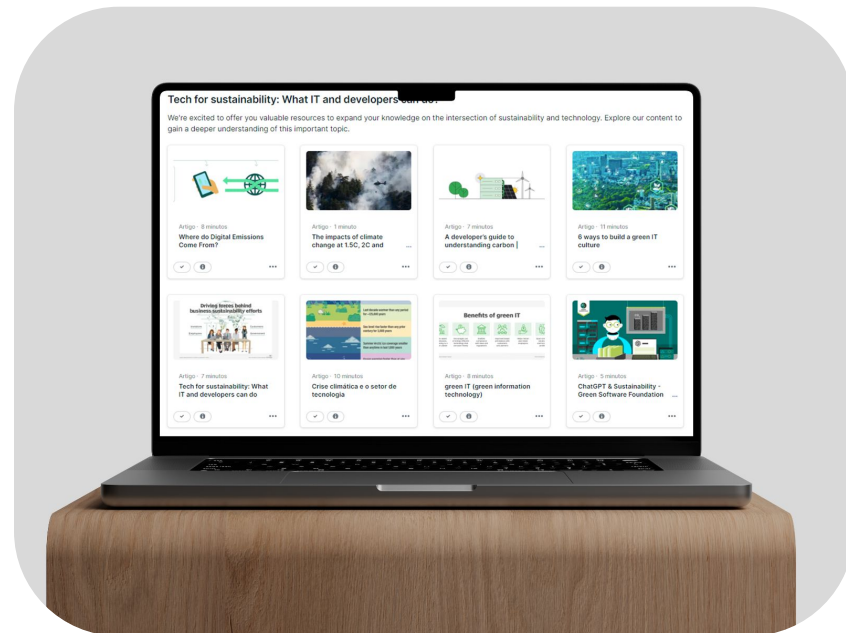 Tech for sustainability: What IT and developers can do?
We're excited to offer you valuable resources to expand your knowledge on the intersection of sustainability and technology. Explore our content to
gain a deeper understanding of this important topic.
Artigo · 8 minutos
Where do Digital Emissions
Come From?
Artigo · 1 minuto
The impacts of climate
change at 1.5C, 2C and ...
Artigo · 7 minutos
A developer's guide to
understanding carbon | ...
Artigo · 11 minutos
6 ways to build a green IT
culture
Driving forces behind
business sustainability efforts
Artigo · 7 minutos
Tech for sustainability: What
IT and developers can do
Artigo · 10 minutos
Crise climática e o setor de
tecnologia
Benefits of green IT
Artigo · 8 minutos
green IT (green information
technology)
Artigo · 5 minutos
ChatGPT & Sustainability -
Green Software Foundation ...